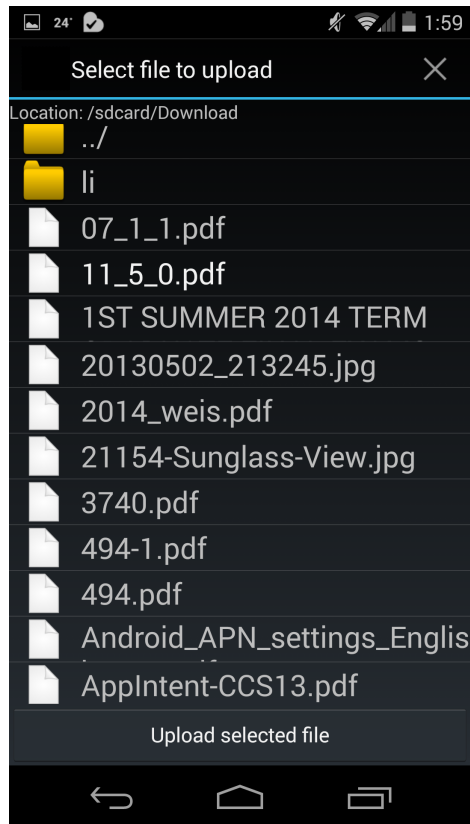 24°
1:59
Select file to upload
Location: /sdcard/Download
../
li
07_1_1.pdf
11_5_0.pdf
1ST SUMMER 2014 TERM
20130502_213245.jpg
2014_weis.pdf
21154-Sunglass-View.jpg
3740.pdf
494-1.pdf
494.pdf
Android_APN_settings_Englis
AppIntent-CCS13.pdf
Upload selected file